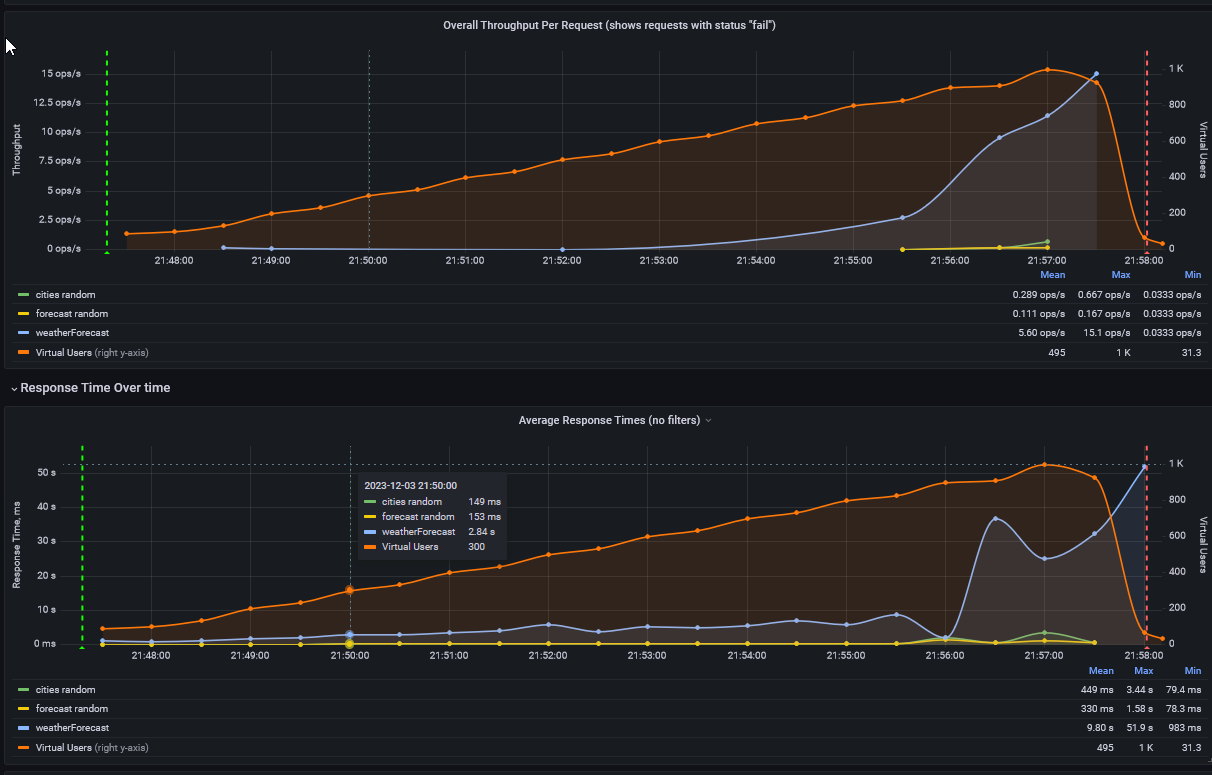 Overall Throughput Per Request (shows requests with status "fail")
15 ops/s
12.5 ops/s
10 ops/s
7.5 ops/s
5 ops/s
2.5 ops/s
0 ops/s
Throughput
1 K
800
600
400
200
0
Virtual Users
21:48:00 21:49:00 21:50:00 21:51:00 21:52:00 21:53:00 21:54:00 21:55:00 21:56:00 21:57:00 21:58:00
Mean Max Min
cities random 0.289 ops/s 0.667 ops/s 0.0333 ops/s
forecast random 0.111 ops/s 0.167 ops/s 0.0333 ops/s
weatherForecast 5.60 ops/s 15.1 ops/s 0.0333 ops/s
Virtual Users (right y-axis) 495 1 K 31.3
Response Time Over time
Average Response Times (no filters)
50 s
40 s
30 s
20 s
10 s
0 ms
Response Time, ms
2023-12-03 21:50:00
cities random 149 ms
forecast random 153 ms
weatherForecast 2.84 s
Virtual Users 300
1 K
800
600
400
200
0
Virtual Users
21:48:00 21:49:00 21:50:00 21:51:00 21:52:00 21:53:00 21:54:00 21:55:00 21:56:00 21:57:00 21:58:00
Mean Max Min
cities random 449 ms 3.44 s 79.4 ms
forecast random 330 ms 1.58 s 78.3 ms
weatherForecast 9.80 s 51.9 s 983 ms
Virtual Users (right y-axis) 495 1 K 31.3